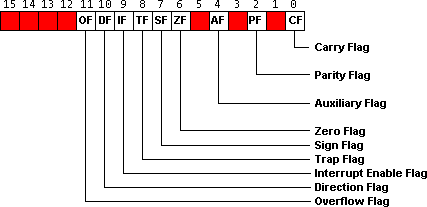 15 14 13 12 11 10 9 8 7 6 5 4 3 2 1 0
OF DF IF TF SF ZF AF PF CF
Carry Flag
Parity Flag
Auxiliary Flag
Zero Flag
Sign Flag
Trap Flag
Interrupt Enable Flag
Direction Flag
Overflow Flag